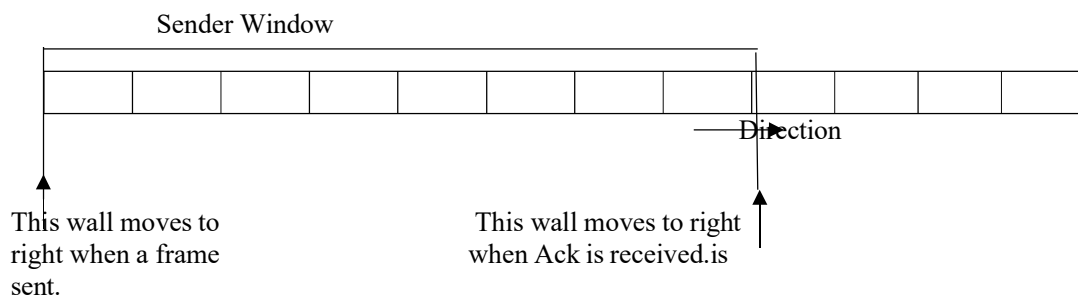 Sender Window
Direction
This wall moves to
right when a frame
sent.
This wall moves to right
when Ack is received.is